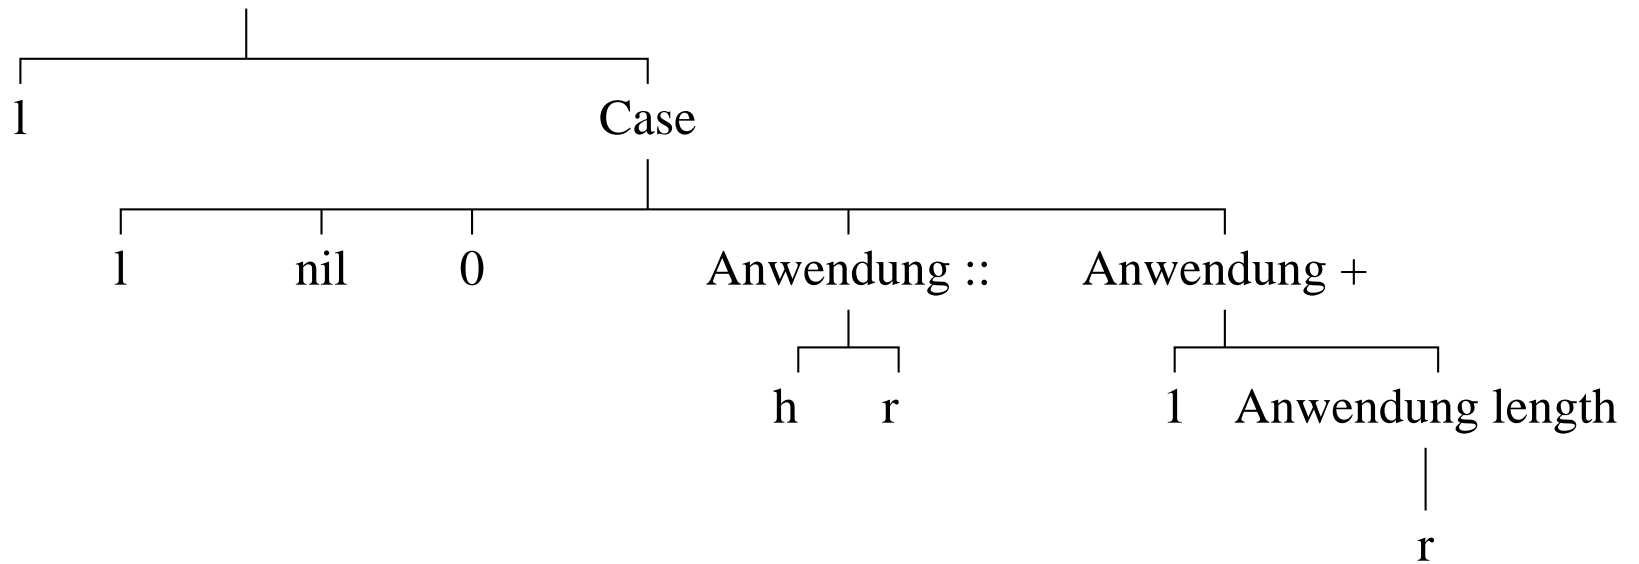 l Case
l nil 0 Anwendung :: Anwendung +
h r 1 Anwendung length
r